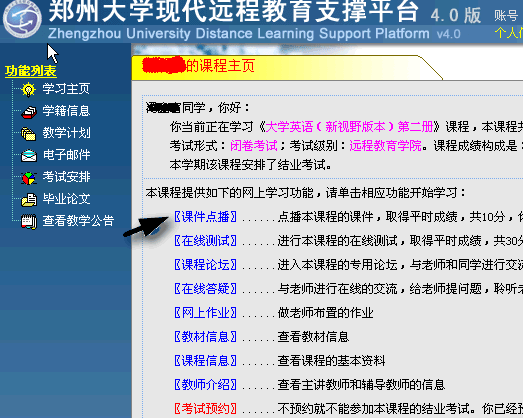 郑州大学现代远程教育支撑平台 4.0 版
账号
Zhengzhou University Distance Learning Support Platform v4.0
个人
功能列表
学习主页
学籍信息
教学计划
电子邮件
考试安排
毕业论文
查看教学公告
的课程主页
同学，你好：
你当前正在学习《大学英语（新视野版本）第二册》课程，本课程共
考试形式：闭卷考试；考试级别：远程教育学院。课程成绩构成是：
本学期该课程安排了结业考试。
本课程提供如下的网上学习功能，请单击相应功能开始学习：
〖课件点播〗......点播本课程的课件，取得平时成绩，共10分，
〖在线测试〗......进行本课程的在线测试，取得平时成绩，共30分
〖课程论坛〗......进入本课程的专用论坛，与老师和同学进行交流
〖在线答疑〗......与老师进行在线的交流，给老师提问题，聆听老
〖网上作业〗......做老师布置的作业
〖教材信息〗......查看教材信息
〖课程信息〗......查看课程的基本资料
〖教师介绍〗......查看主讲教师和辅导教师的信息
〖考试预约〗......不预约就不能参加本课程的结业考试。你已经预